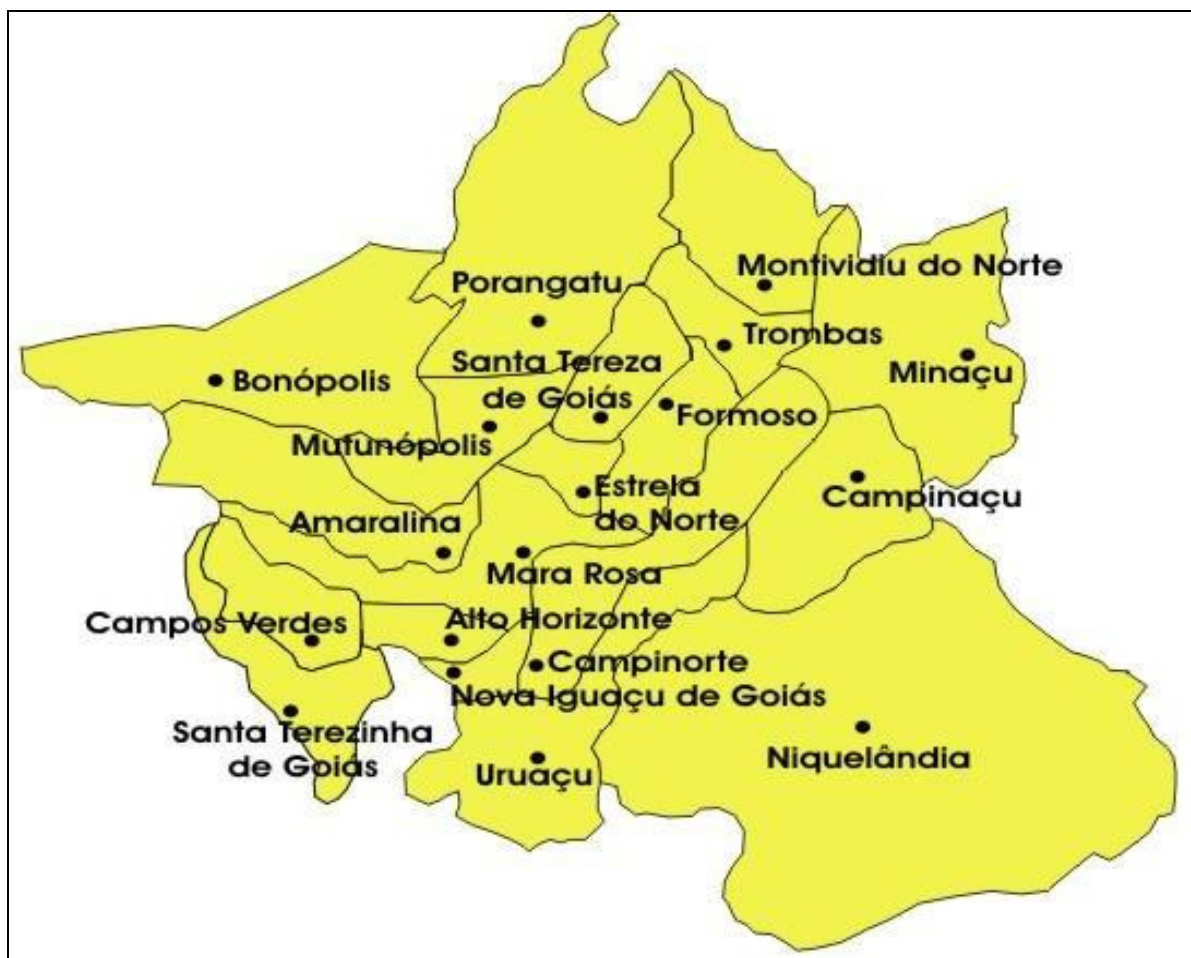 Montividiu do Norte
Porangatu
Trombas
Santa Tereza
de Goiás
Minaçu
Bonópolis
Formoso
Mutunópolis
Estrela
do Norte
Campinaçu
Amaralina
Mara Rosa
Campos Verdes
Alto Horizonte
Campinorte
Nova Iguaçu de Goiás
Santa Terezinha
de Goiás
Uruaçu
Niquelândia